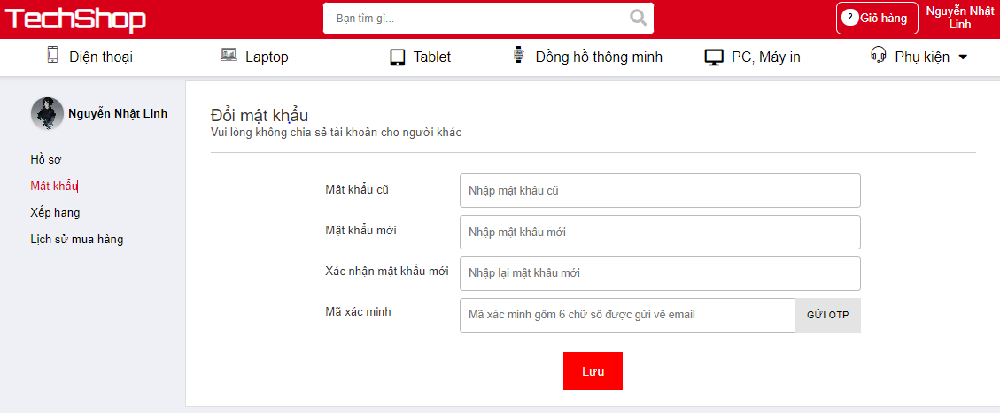 TechShop
Bạn tìm gì...
2
Giỏ hàng
Nguyễn Nhật
Linh
Điện thoại
Laptop
Tablet
Đồng hồ thông minh
PC, Máy in
Phụ kiện
Nguyễn Nhật Linh
Hồ sơ
Mật khẩu
Xếp hạng
Lịch sử mua hàng
Đổi mật khẩu
Vui lòng không chia sẻ tài khoản cho người khác
Mật khẩu cũ
Nhập mật khẩu cũ
Mật khẩu mới
Nhập mật khẩu mới
Xác nhận mật khẩu mới
Nhập lại mật khẩu mới
Mã xác minh
Mã xác minh gồm 6 chữ số được gửi về email
GỬI OTP
Lưu